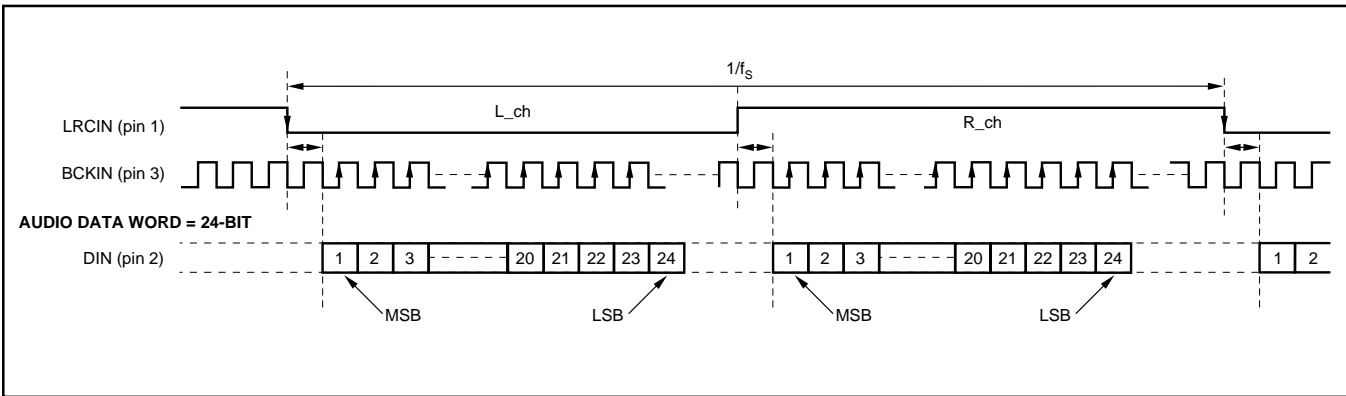 1/fS
LRCIN (pin 1)
L_ch
R_ch
BCKIN (pin 3)
AUDIO DATA WORD = 24-BIT
DIN (pin 2)
1 2 3 20 21 22 23 24 1 2 3 20 21 22 23 24 1 2
MSB LSB MSB LSB